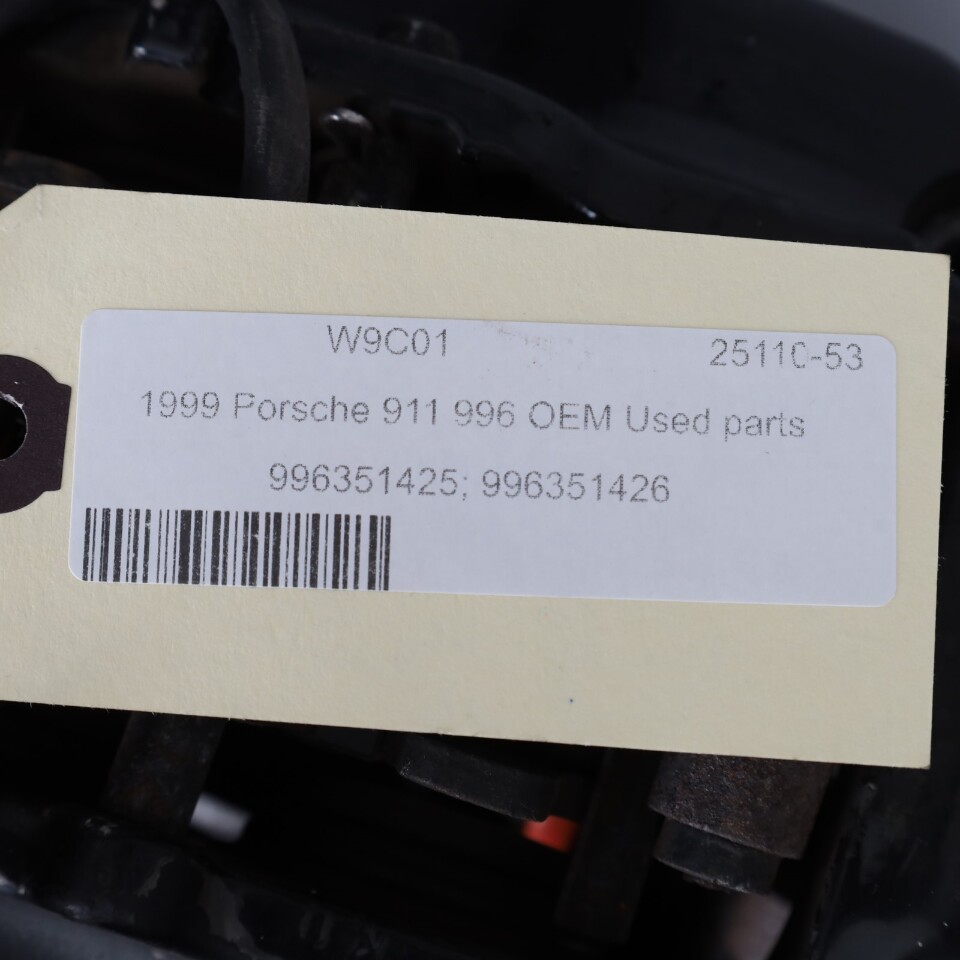 W9C01 25110-53
1999 Porsche 911 996 OEM Used parts
996351425; 996351426